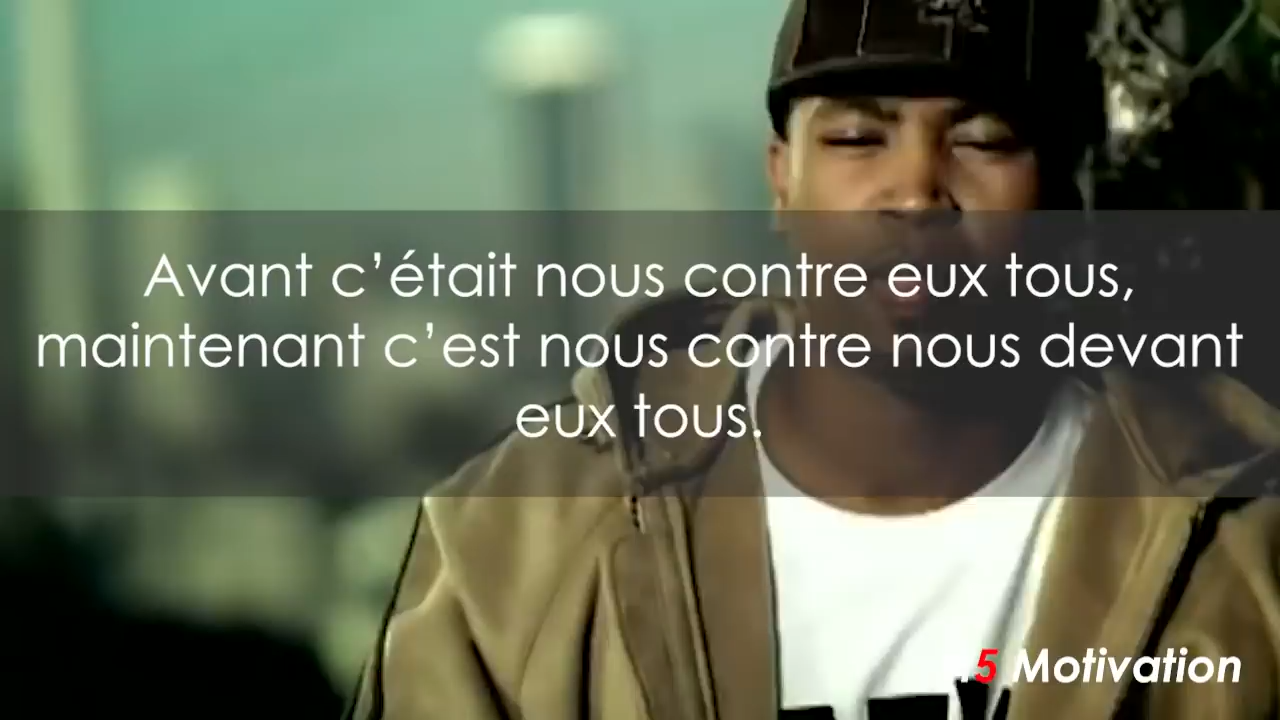 Avant c’était nous contre eux tous,
maintenant c’est nous contre nous devant
eux tous.
5 Motivation